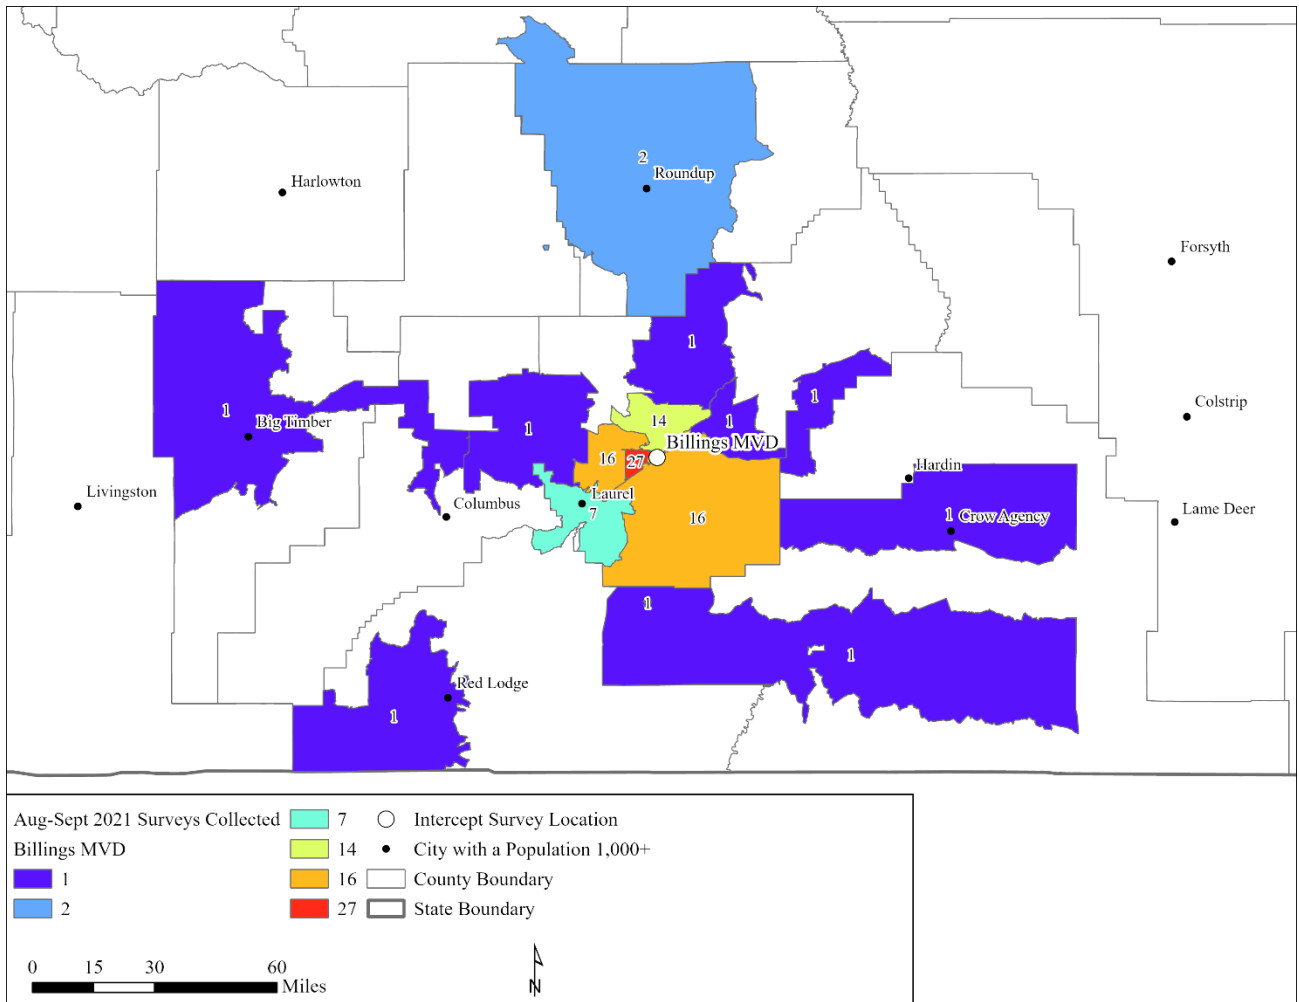 2
Roundup
Harlowton
Forsyth
1
1
1
Big Timber
1
14
1
Colstrip
Billings MVD
16
27
Hardin
Livingston
Columbus
Laurel
7
16
1 Crow Agency
Lame Deer
1
1
Red Lodge
1
Aug-Sept 2021 Surveys Collected
Billings MVD
1
2
7
14
16
27
Intercept Survey Location
City with a Population 1,000+
County Boundary
State Boundary
0 15 30 60
Miles
N